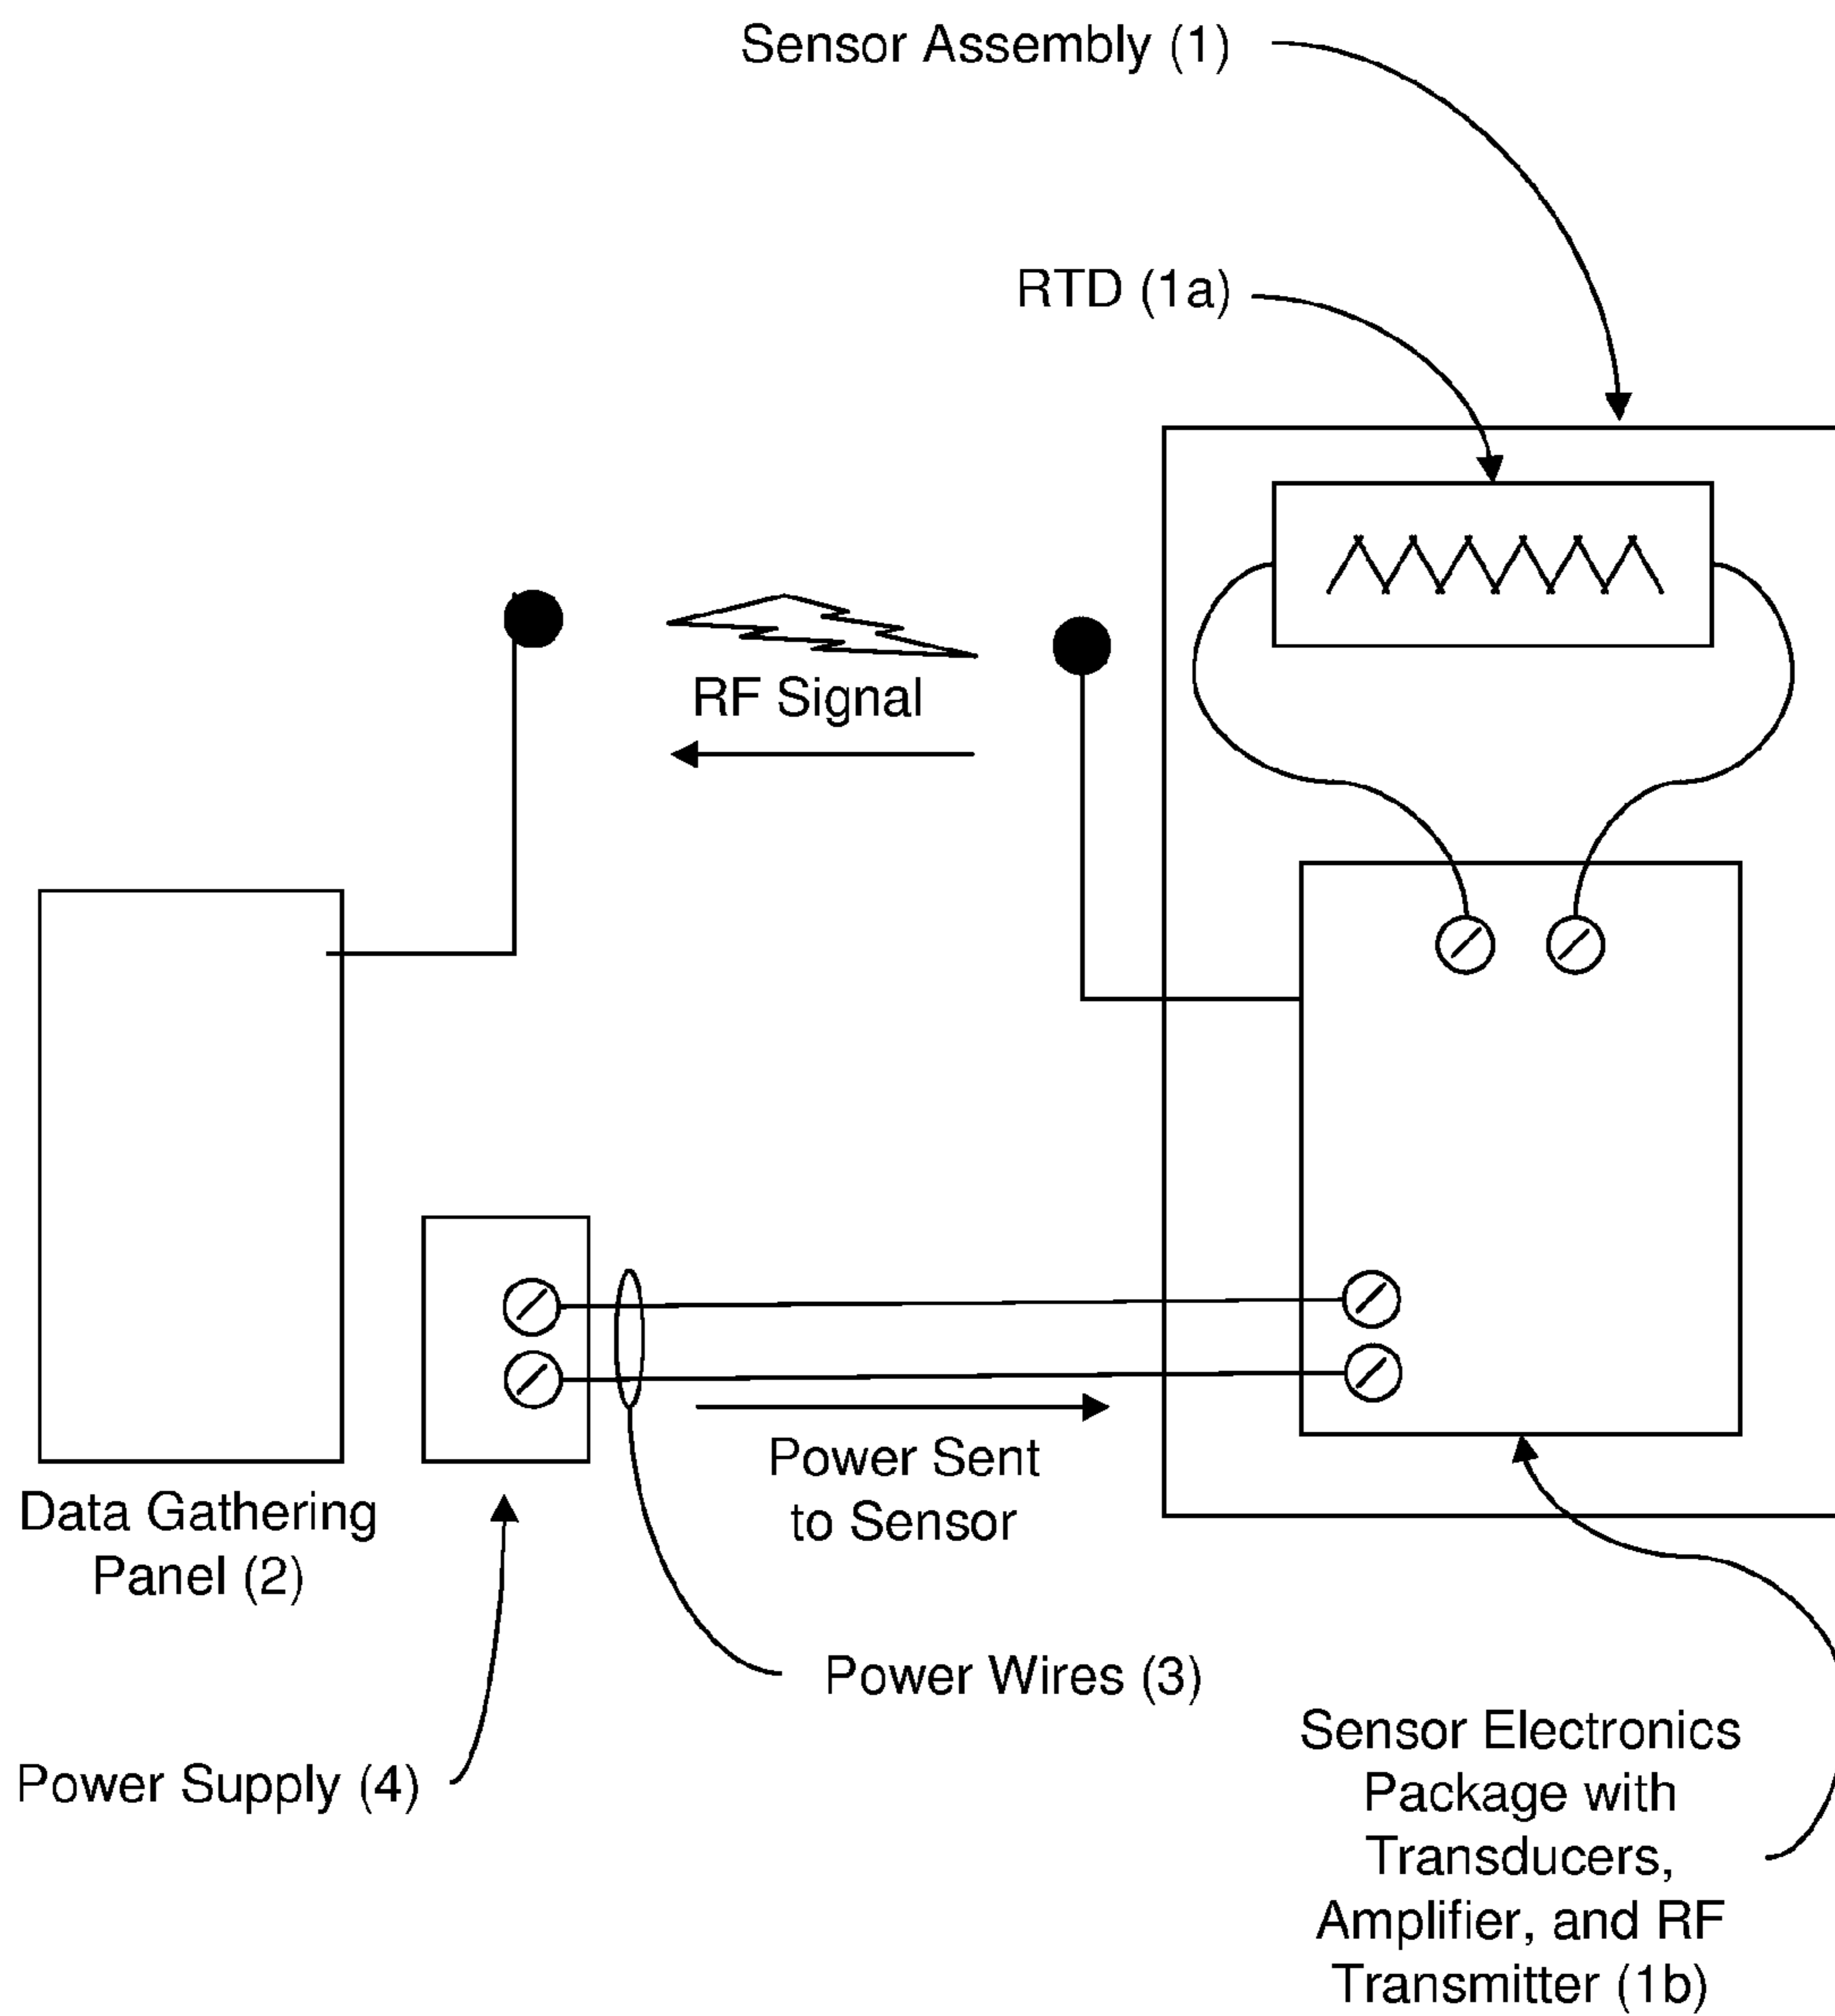 Sensor Assembly (1)
RTD (1a)
RF Signal
Power Sent
to Sensor
Data Gathering
Panel (2)
Power Wires (3)
Power Supply (4)
Sensor Electronics
Package with
Transducers,
Amplifier, and RF
Transmitter (1b)